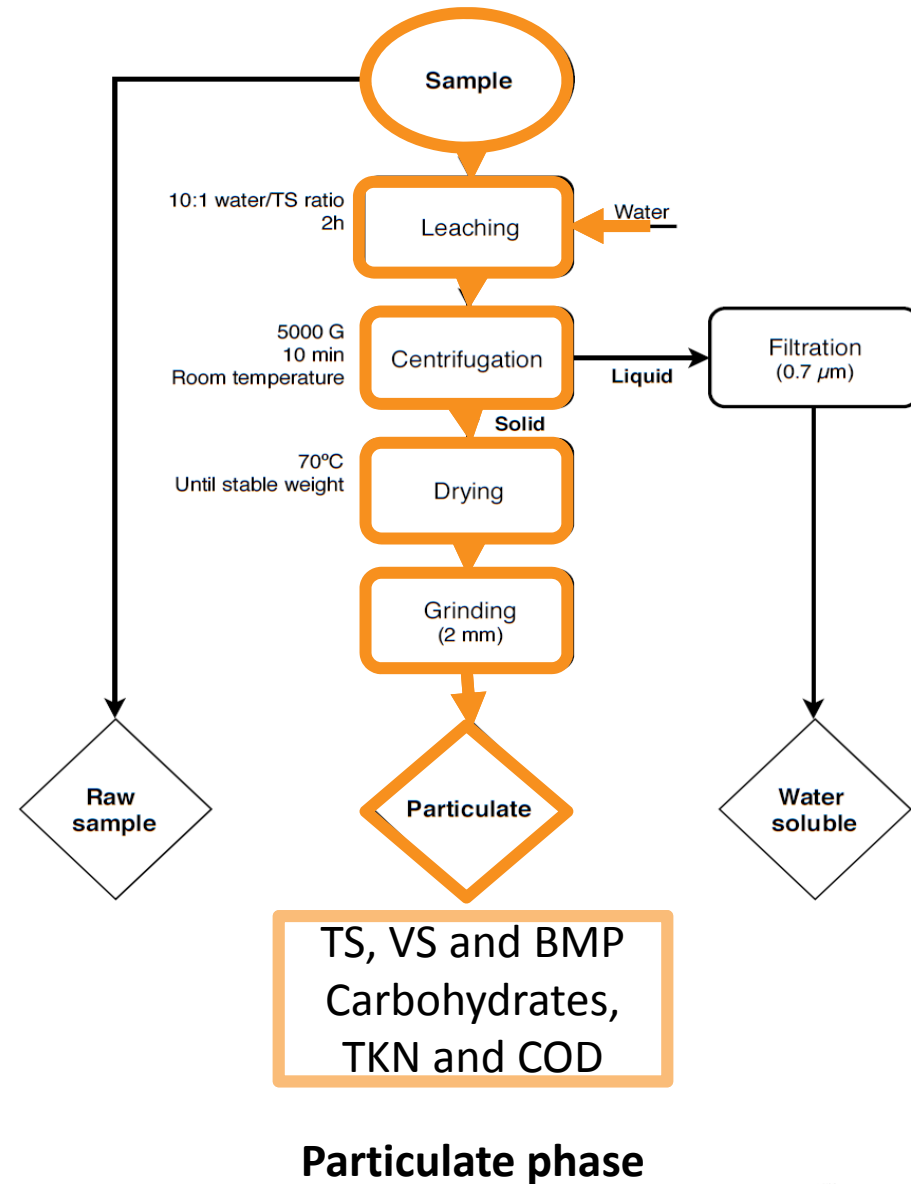 Sample
10:1 water/TS ratio
2h
Leaching
Water
5000 G
10 min
Room temperature
Centrifugation
Liquid
Filtration
(0.7 μm)
Solid
70ºC
Until stable weight
Drying
Grinding
(2 mm)
Raw
sample
Particulate
Water
soluble
TS, VS and BMP
Carbohydrates,
TKN and COD
Particulate phase